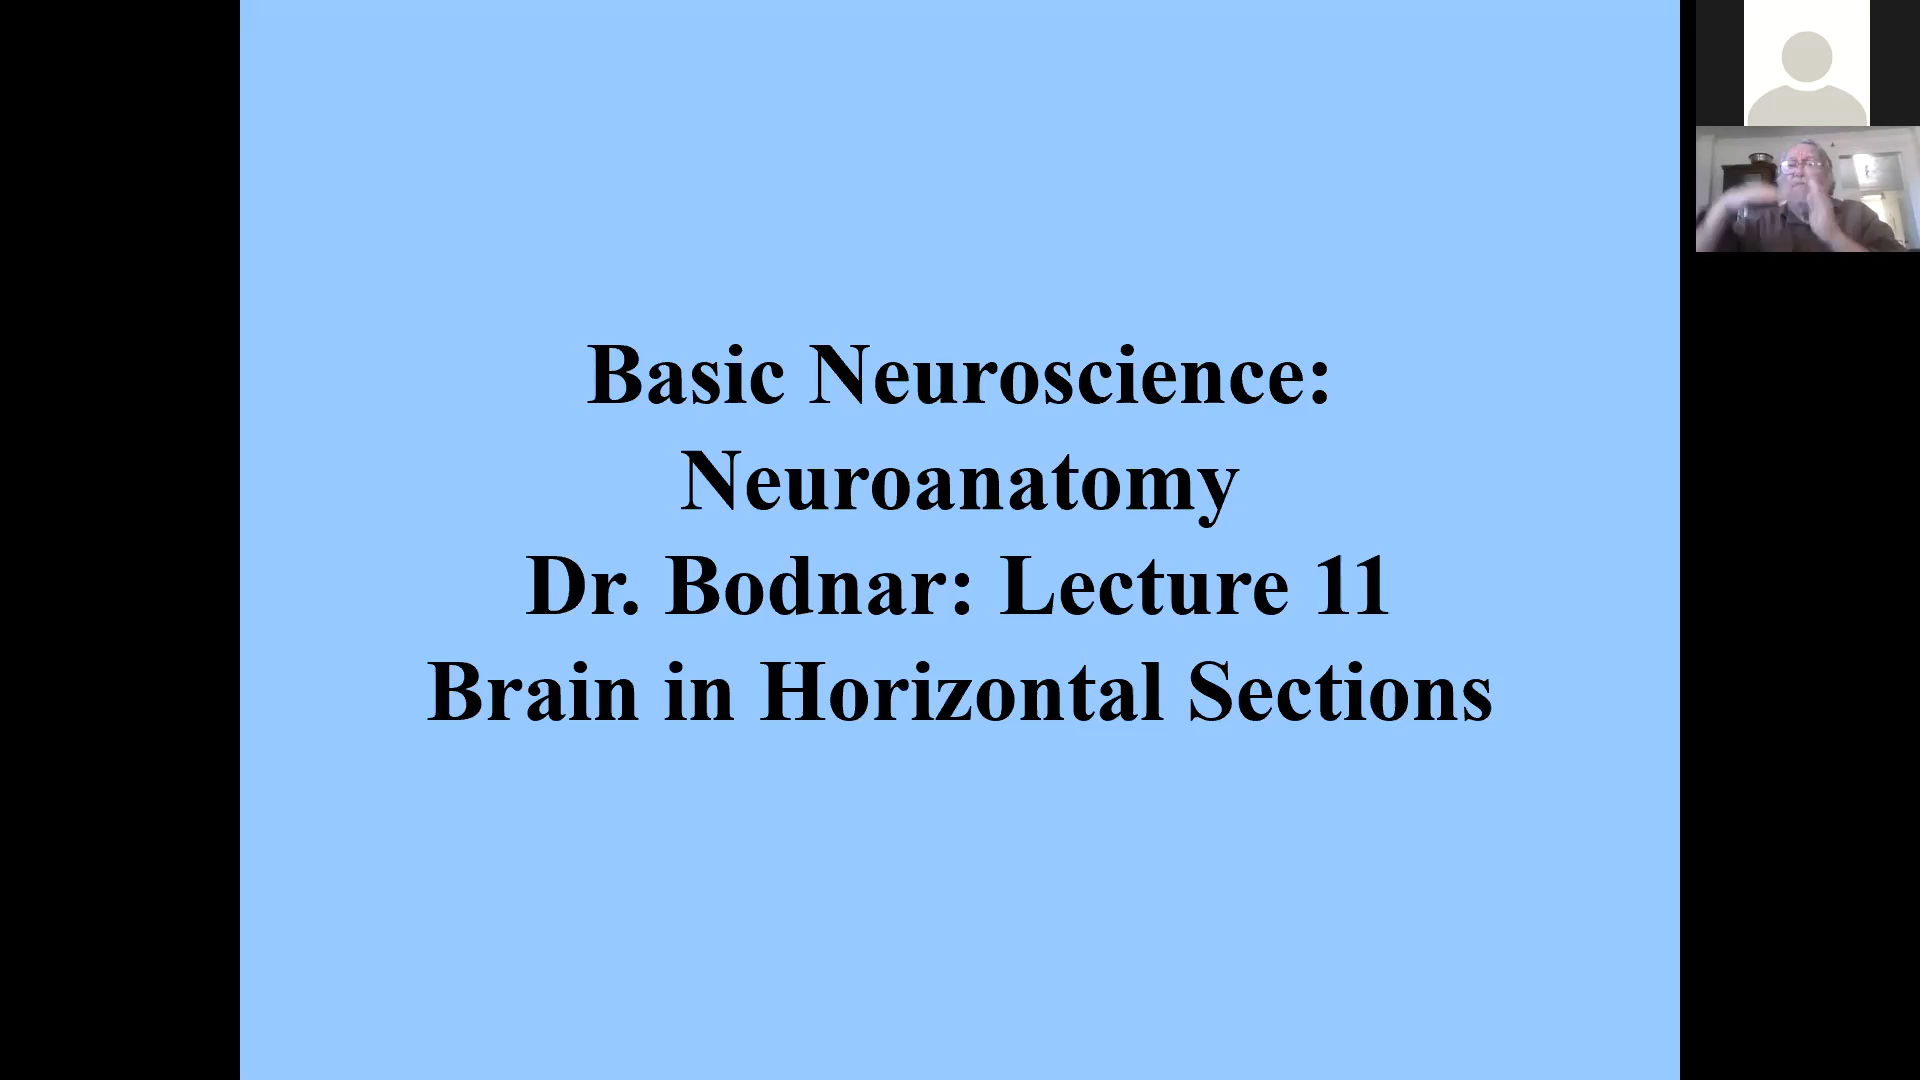 Basic Neuroscience:
Neuroanatomy
Dr. Bodnar: Lecture 11
Brain in Horizontal Sections